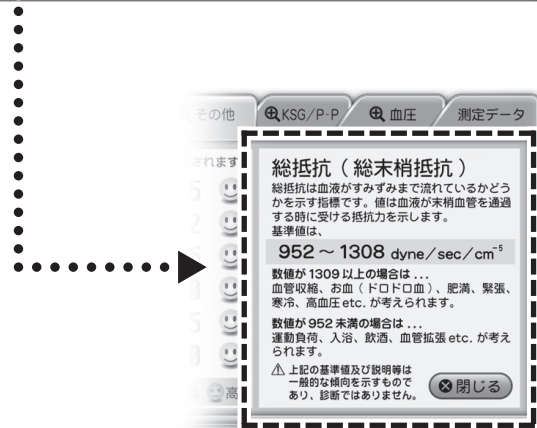 その他
KSG/P・P
血圧
測定データ
されます
総抵抗（総末梢抵抗）
総抵抗は血液がすみずみまで流れているかどう
かを示す指標です。値は血液が末梢血管を通過
する時に受ける抵抗力を示します。
基準値は、
952 〜 1308 dyne/sec/cm⁻⁵
数値が 1309 以上の場合は ...
血管収縮、お血（ドロドロ血）、肥満、緊張、
寒冷、高血圧 etc. が考えられます。
数値が 952 未満の場合は ...
運動負荷、入浴、飲酒、血管拡張 etc. が考え
られます。
⚠ 上記の基準値及び説明等は
一般的な傾向を示すもので
あり、診断ではありません。
閉じる
高